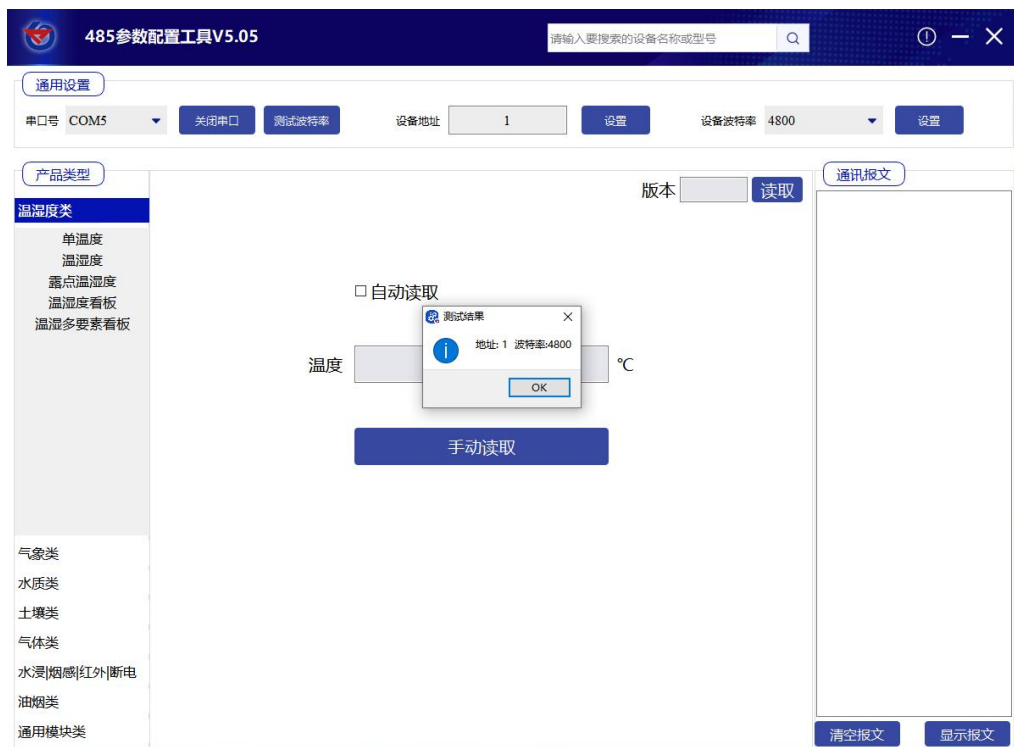 485参数配置工具V5.05
请输入要搜索的设备名称或型号
通用设置
串口号 COM5 关闭串口 测试波特率 设备地址 1 设置 设备波特率 4800 设置
产品类型
通讯报文
版本 读取
温湿度类
单温度
温湿度
露点温湿度
温湿度看板
温湿多要素看板
自动读取
测试结果
地址: 1 波特率:4800
OK
温度 ℃
手动读取
气象类
水质类
土壤类
气体类
水浸|烟感|红外|断电
油烟类
通用模块类
清空报文 显示报文